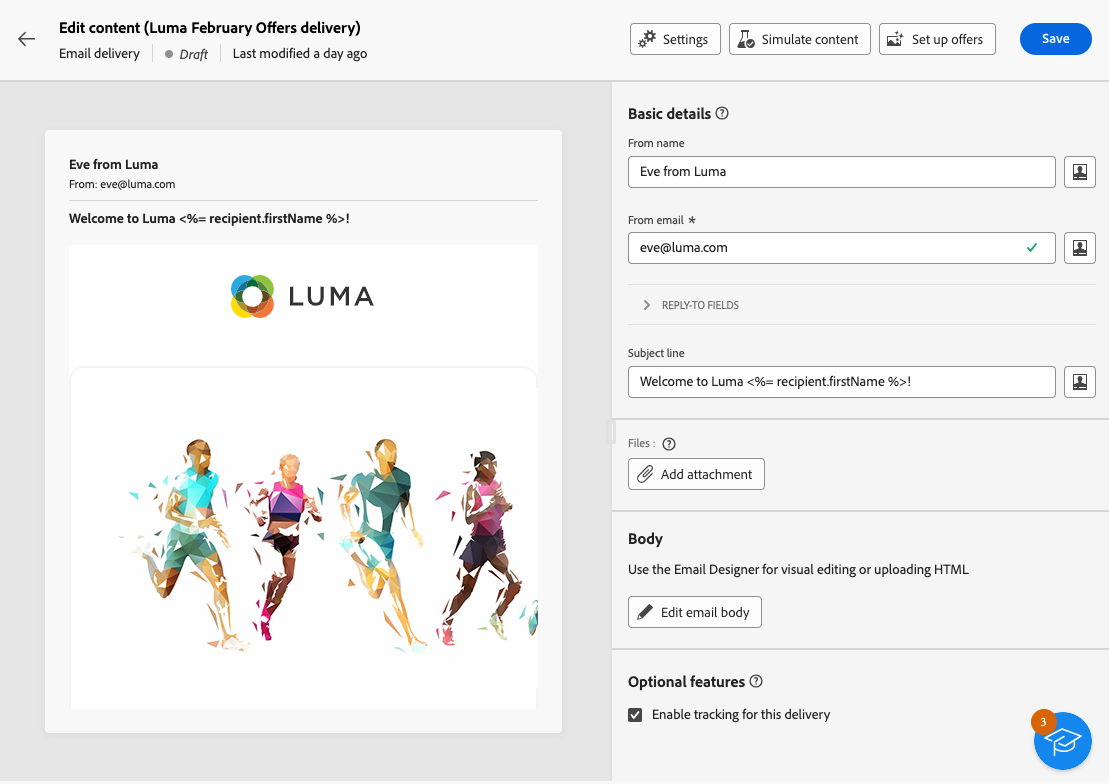 Edit content (Luma February Offers delivery)
Email delivery Draft Last modified a day ago
Settings Simulate content Set up offers Save
Eve from Luma
From: eve@luma.com
Welcome to Luma <%= recipient.firstName %>!
LUMA
Basic details
From name
Eve from Luma
From email *
eve@luma.com
REPLY-TO FIELDS
Subject line
Welcome to Luma <%= recipient.firstName %>!
Files :
Add attachment
Body
Use the Email Designer for visual editing or uploading HTML
Edit email body
Optional features
Enable tracking for this delivery
3